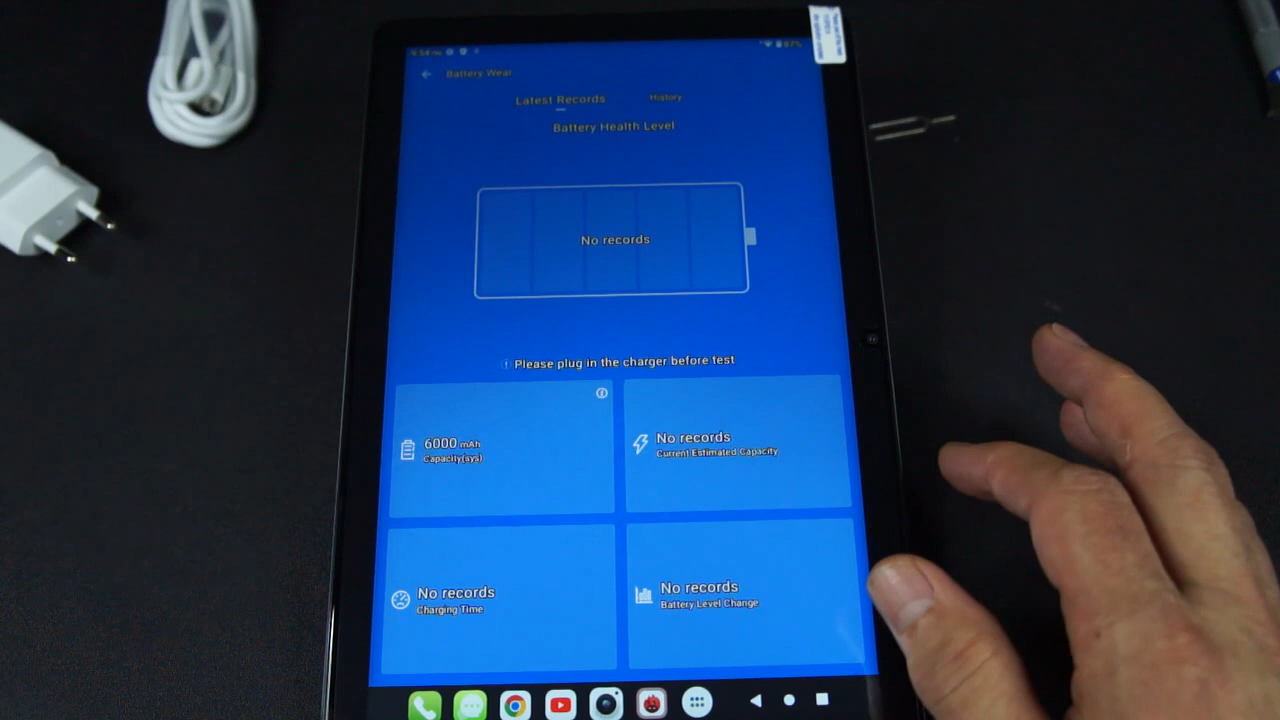 87%
Battery Wear
Latest Records
History
Battery Health Level
No records
Please plug in the charger before test
6000 mAh
Capacity(sys)
No records
Current Estimated Capacity
No records
Charging Time
No records
Battery Level Change